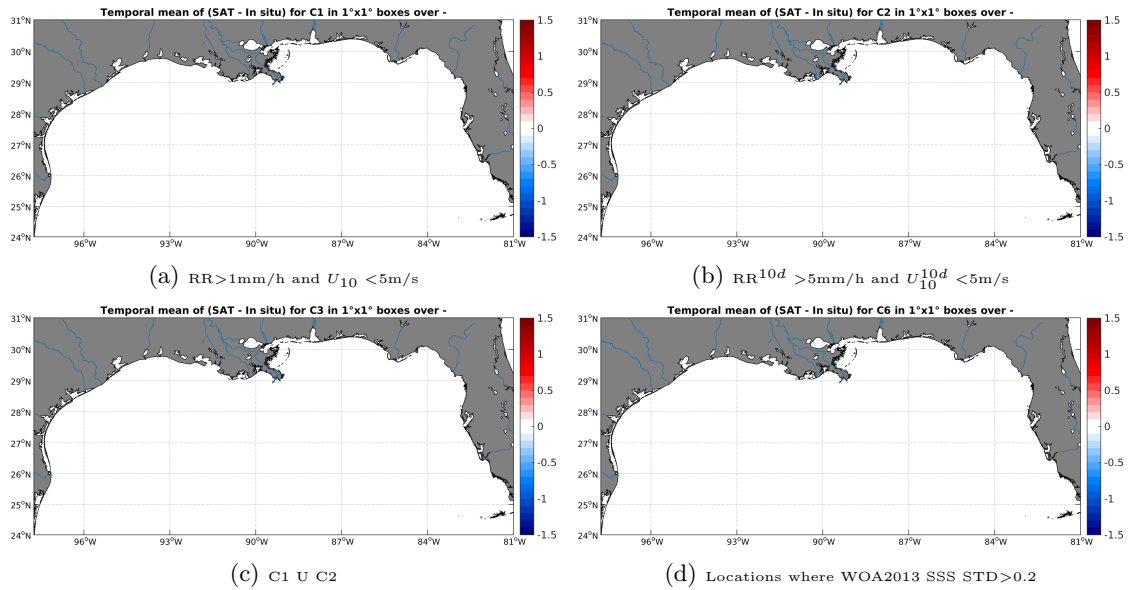 Temporal mean of (SAT - In situ) for C1 in 1°x1° boxes over -
31°N
30°N
29°N
28°N
27°N
26°N
25°N
24°N
96°W
93°W
90°W
87°W
84°W
81°W
1.5
1
0.5
0
-0.5
-1
-1.5
(a) RR>1mm/h and U10 <5m/s
Temporal mean of (SAT - In situ) for C2 in 1°x1° boxes over -
31°N
30°N
29°N
28°N
27°N
26°N
25°N
24°N
96°W
93°W
90°W
87°W
84°W
81°W
1.5
1
0.5
0
-0.5
-1
-1.5
(b) RR^10d >5mm/h and U10^10d <5m/s
Temporal mean of (SAT - In situ) for C3 in 1°x1° boxes over -
31°N
30°N
29°N
28°N
27°N
26°N
25°N
24°N
96°W
93°W
90°W
87°W
84°W
81°W
1.5
1
0.5
0
-0.5
-1
-1.5
(c) C1 U C2
Temporal mean of (SAT - In situ) for C6 in 1°x1° boxes over -
31°N
30°N
29°N
28°N
27°N
26°N
25°N
24°N
96°W
93°W
90°W
87°W
84°W
81°W
1.5
1
0.5
0
-0.5
-1
-1.5
(d) Locations where WOA2013 SSS STD>0.2